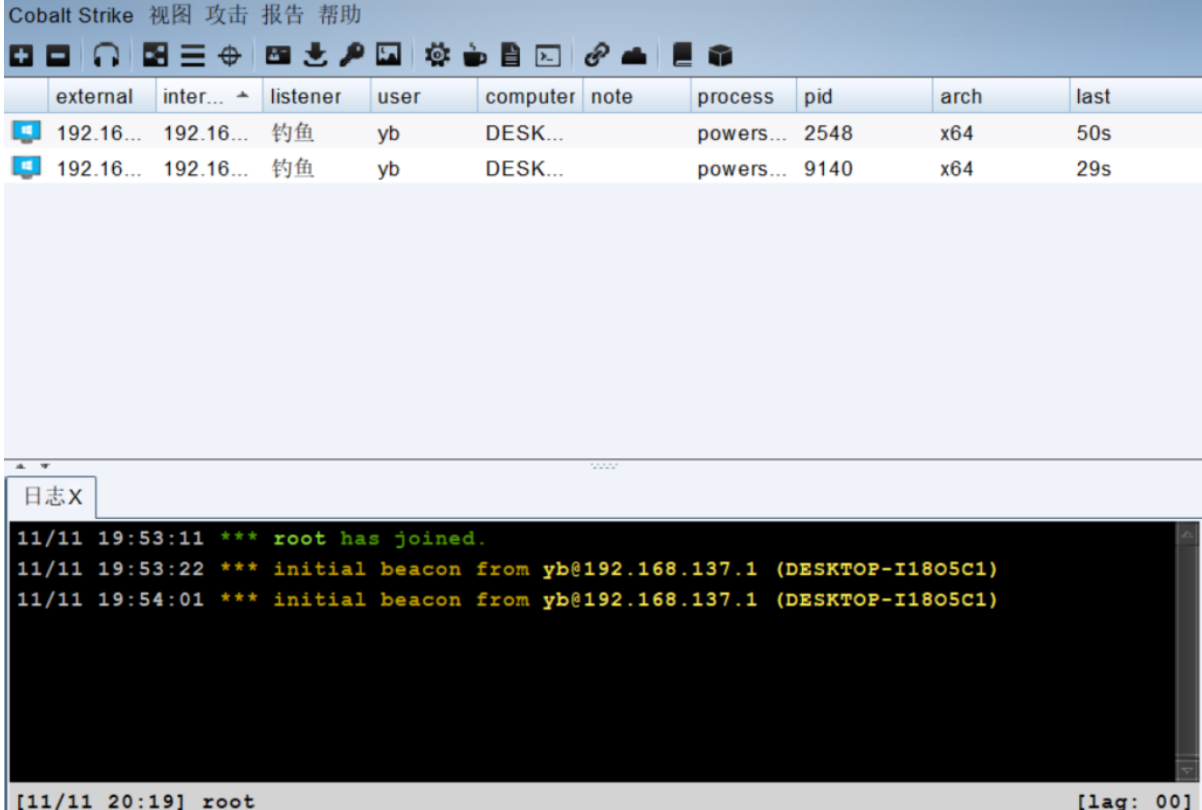 Cobalt Strike 视图 攻击 报告 帮助
external inter... listener user computer note process pid arch last
192.16... 192.16... 钓鱼 yb DESK... powers... 2548 x64 50s
192.16... 192.16... 钓鱼 yb DESK... powers... 9140 x64 29s
日志X
11/11 19:53:11 *** root has joined.
11/11 19:53:22 *** initial beacon from yb@192.168.137.1 (DESKTOP-I18O5C1)
11/11 19:54:01 *** initial beacon from yb@192.168.137.1 (DESKTOP-I18O5C1)
[11/11 20:19] root [lag: 00]